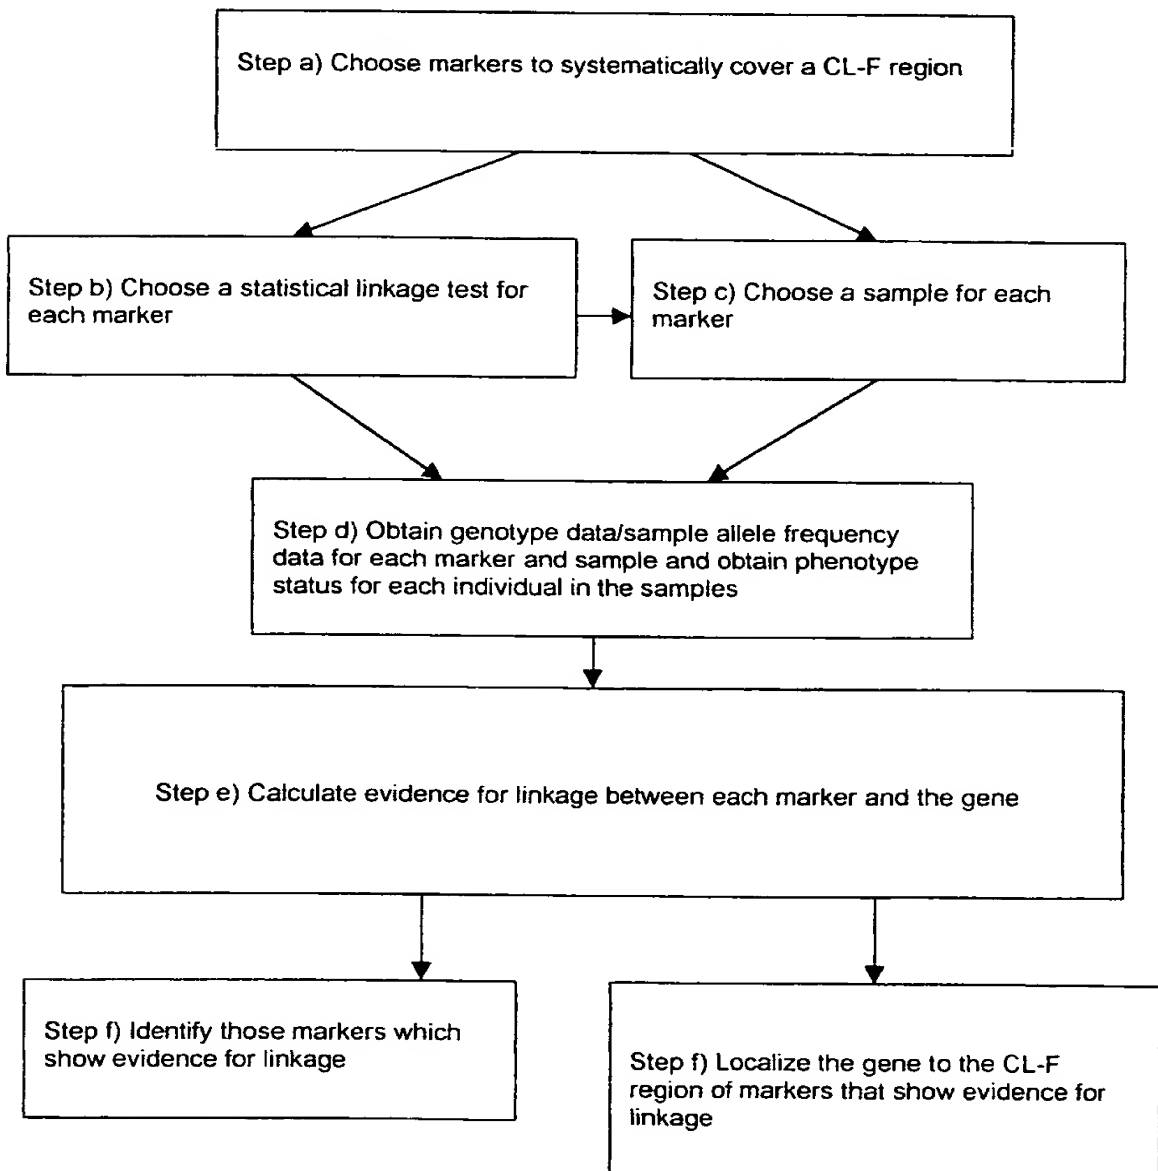 Step a) Choose markers to systematically cover a CL-F region
Step b) Choose a statistical linkage test for
each marker
Step c) Choose a sample for each
marker
Step d) Obtain genotype data/sample allele frequency
data for each marker and sample and obtain phenotype
status for each individual in the samples
Step e) Calculate evidence for linkage between each marker and the gene
Step f) Identify those markers which
show evidence for linkage
Step f) Localize the gene to the CL-F
region of markers that show evidence for
linkage